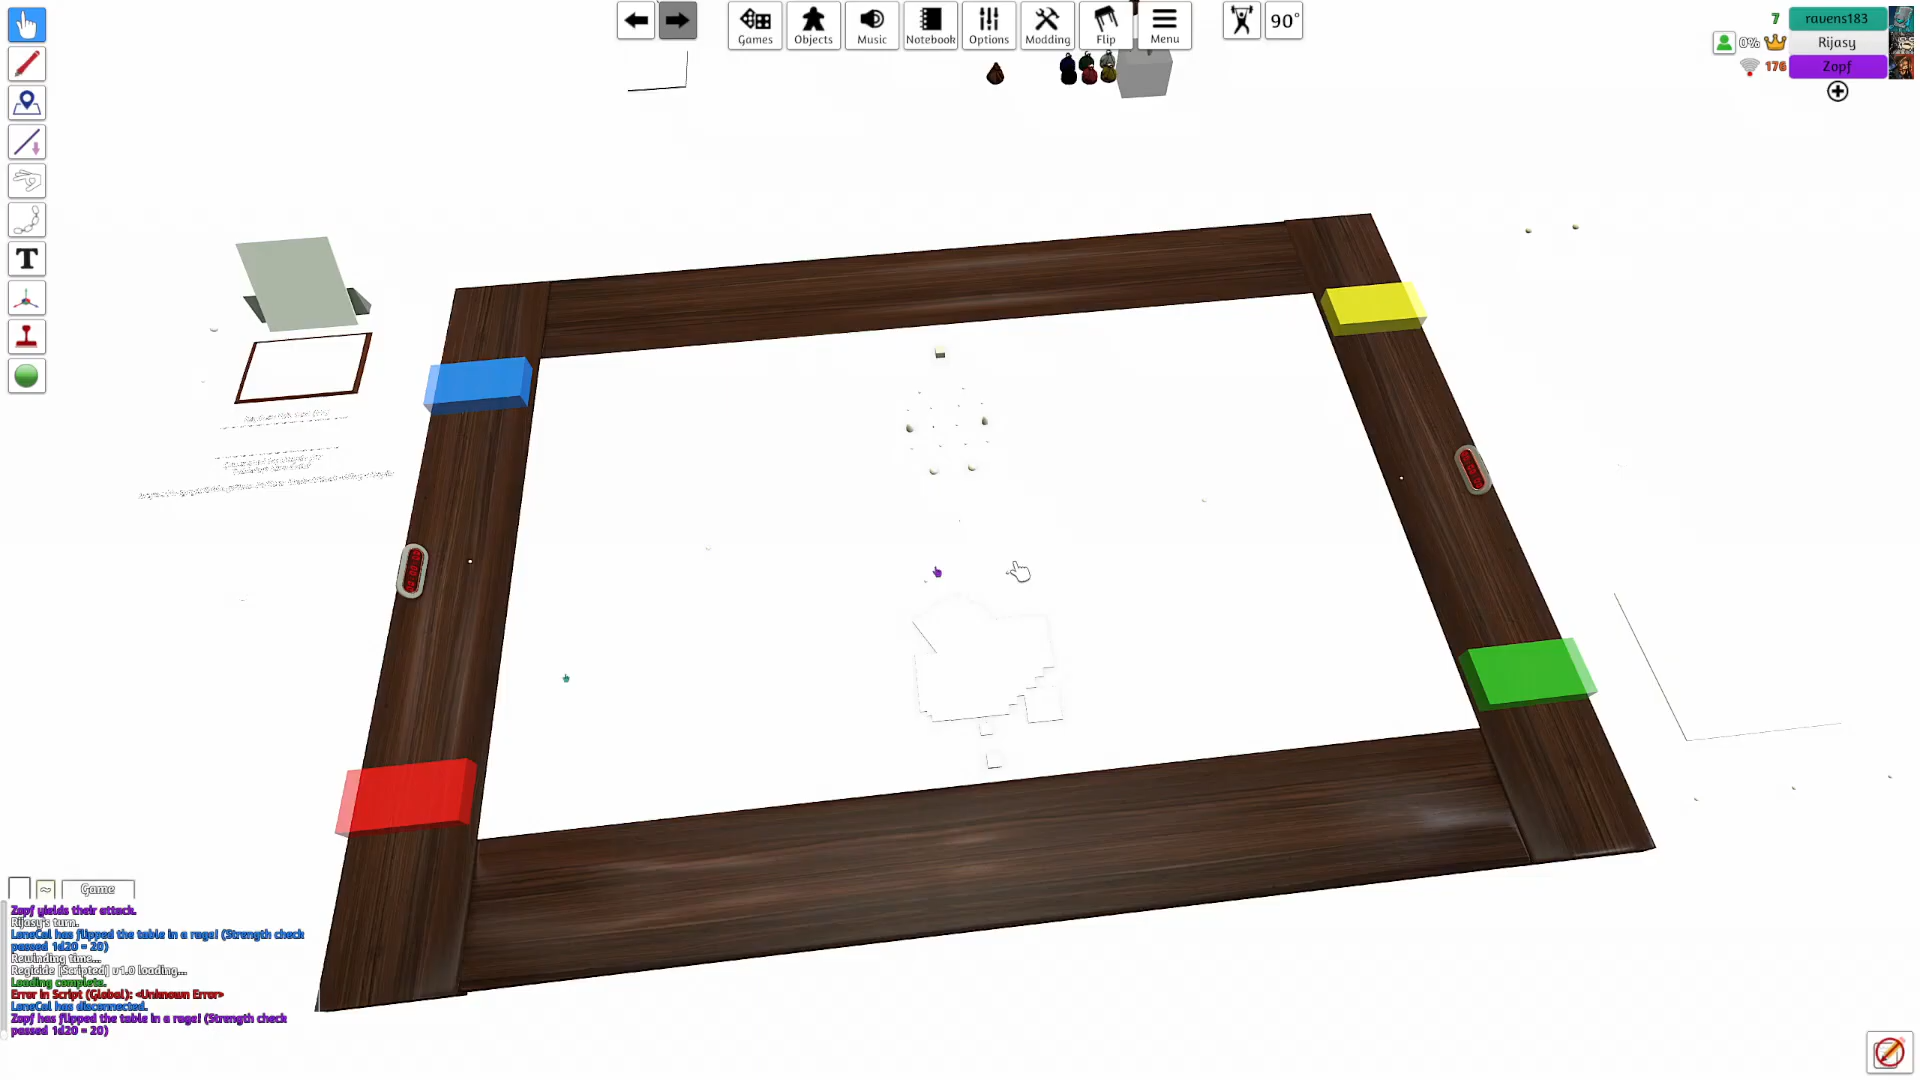 Games
Objects
Music
Notebook
Options
Modding
Flip
Menu
90°
7 ravens183
0% Rijasy
176 Zopf
T
~ Game
Zopf yields their attack.
Rijasy's turn.
LoneCal has flipped the table in a rage! (Strength check
passed 1d20 = 20)
Rewinding time...
Regicide [Scripted] v1.0 loading...
Loading complete.
Error in Script (Global): <Unknown Error>
LoneCal has disconnected.
Zopf has flipped the table in a rage! (Strength check
passed 1d20 = 20)